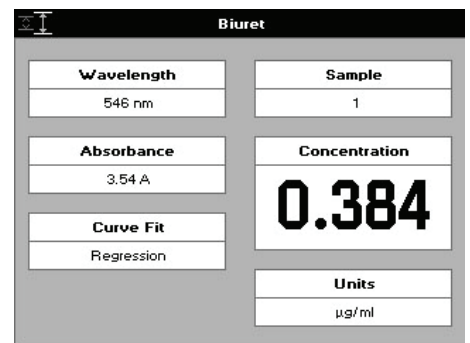 Biuret
Wavelength
546 nm
Sample
1
Absorbance
3.54 A
Concentration
0.384
Curve Fit
Regression
Units
µg/ml